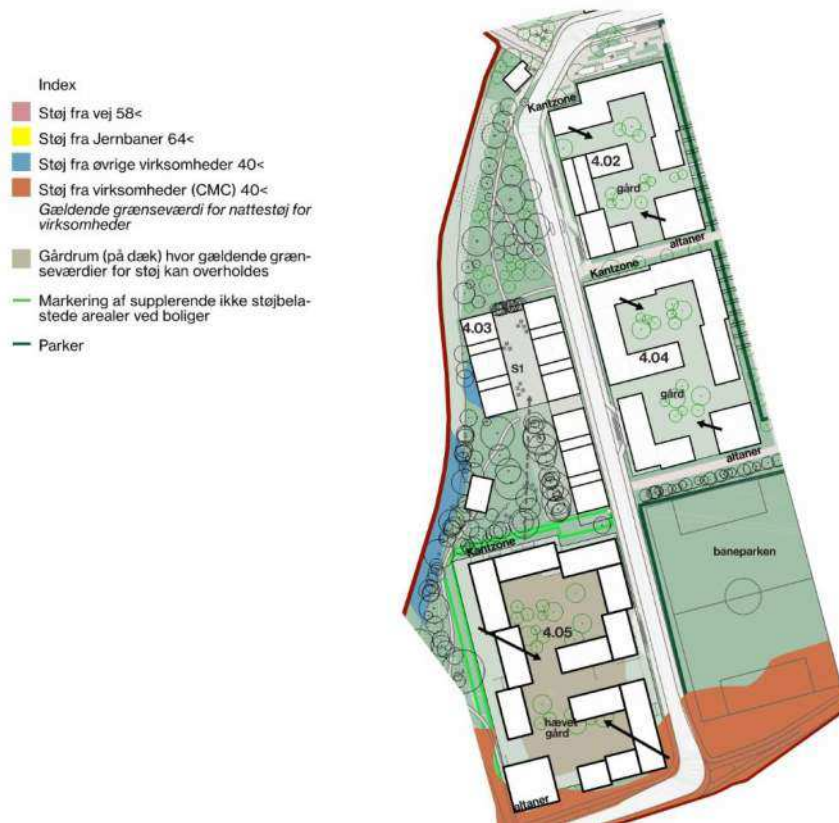 Index
Støj fra vej 58<
Støj fra Jernbaner 64<
Støj fra øvrige virksomheder 40<
Støj fra virksomheder (CMC) 40<
Gældende grænseværdi for nattestøj for
virksomheder
Gårdrum (på dæk) hvor gældende græn-
seværdier for støj kan overholdes
Markering af supplerende ikke støjbela-
stede arealer ved boliger
Parker
Kantzone
4.02
gård
altaner
Kantzone
4.03
S1
4.04
gård
altaner
Kantzone
baneparken
4.05
hævet
gård
altaner